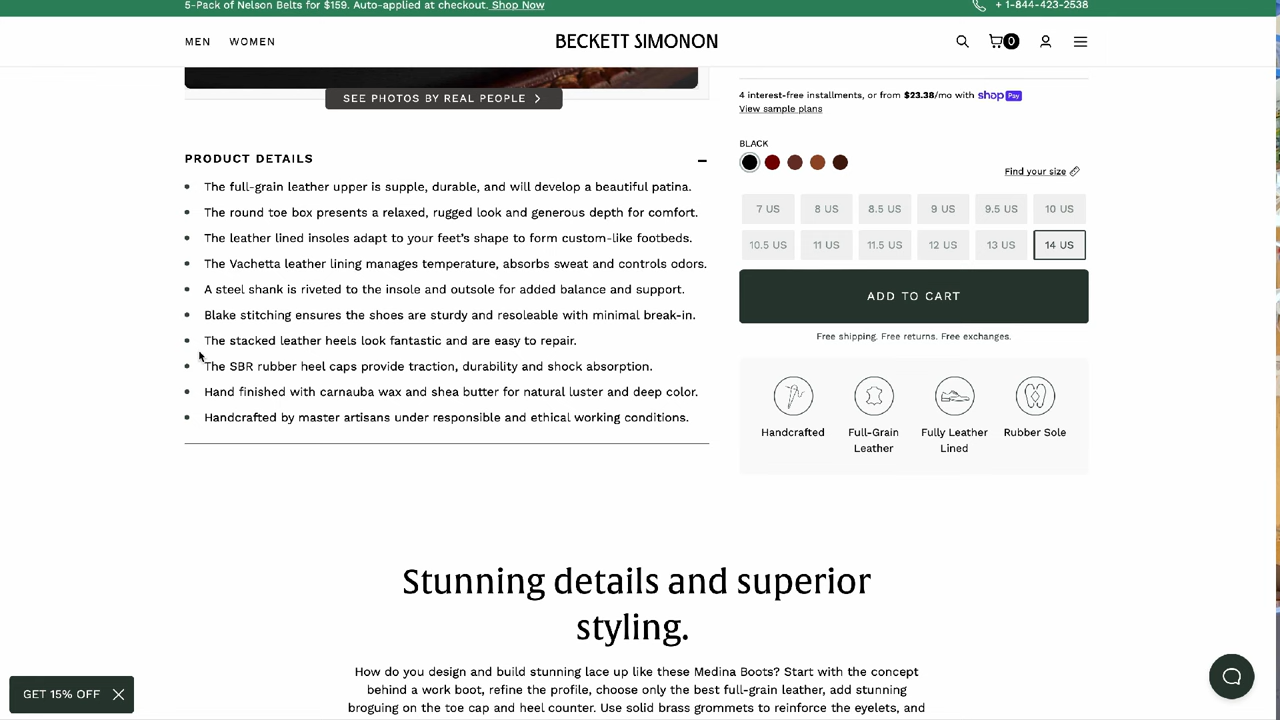 5-Pack of Nelson Belts for $159. Auto-applied at checkout. Shop Now
+ 1-844-423-2538
MEN WOMEN
BECKETT SIMONON
0
SEE PHOTOS BY REAL PEOPLE
4 interest-free installments, or from $23.38/mo with shop Pay
View sample plans
PRODUCT DETAILS
The full-grain leather upper is supple, durable, and will develop a beautiful patina.
The round toe box presents a relaxed, rugged look and generous depth for comfort.
The leather lined insoles adapt to your feet’s shape to form custom-like footbeds.
The Vachetta leather lining manages temperature, absorbs sweat and controls odors.
A steel shank is riveted to the insole and outsole for added balance and support.
Blake stitching ensures the shoes are sturdy and resoleable with minimal break-in.
The stacked leather heels look fantastic and are easy to repair.
The SBR rubber heel caps provide traction, durability and shock absorption.
Hand finished with carnauba wax and shea butter for natural luster and deep color.
Handcrafted by master artisans under responsible and ethical working conditions.
BLACK
Find your size
7 US 8 US 8.5 US 9 US 9.5 US 10 US
10.5 US 11 US 11.5 US 12 US 13 US 14 US
ADD TO CART
Free shipping. Free returns. Free exchanges.
Handcrafted
Full-Grain
Leather
Fully Leather
Lined
Rubber Sole
Stunning details and superior
styling.
How do you design and build stunning lace up like these Medina Boots? Start with the concept
behind a work boot, refine the profile, choose only the best full-grain leather, add stunning
broguing on the toe cap and heel counter. Use solid brass grommets to reinforce the eyelets, and
GET 15% OFF